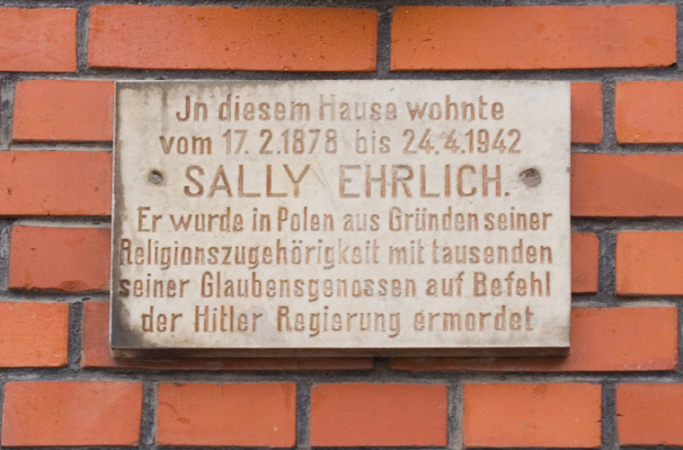 Jn diesem Hause wohnte
vom 17.2.1878 bis 24.4.1942
SALLY EHRLICH.
Er wurde in Polen aus Gründen seiner
Religionszugehörigkeit mit tausenden
seiner Glaubensgenossen auf Befehl
der Hitler Regierung ermordet